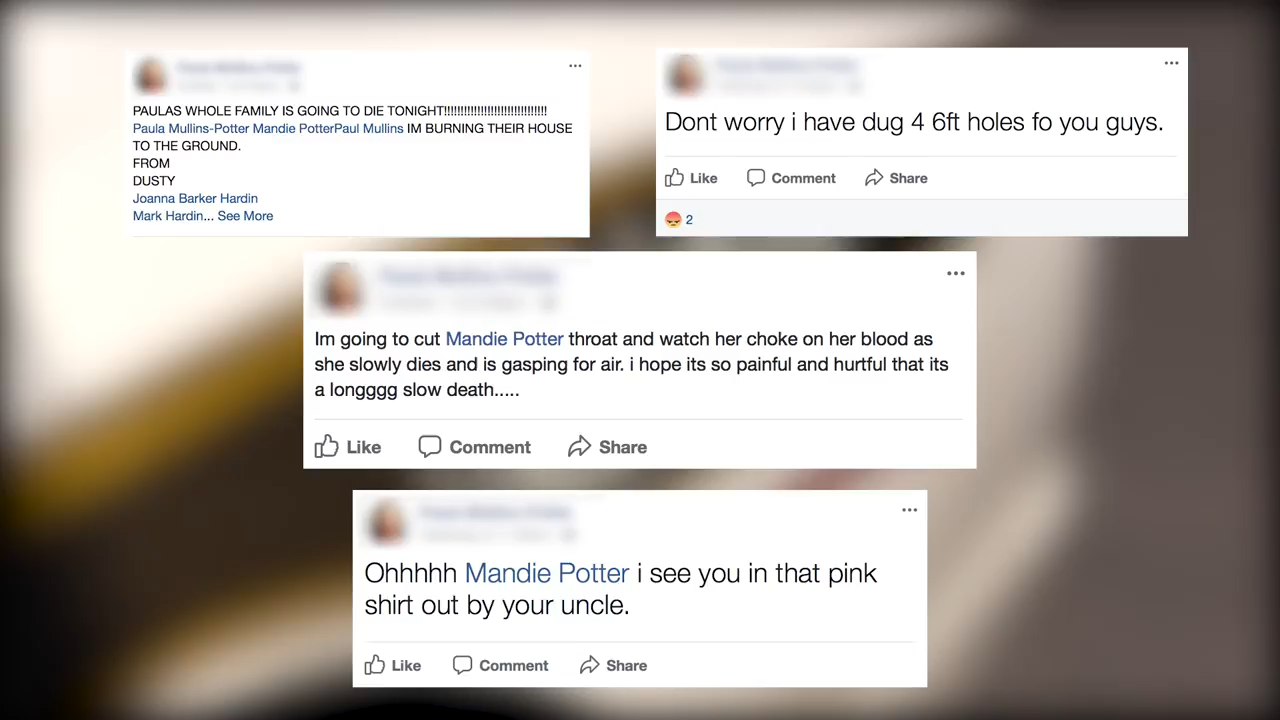 PAULAS WHOLE FAMILY IS GOING TO DIE TONIGHT!!!!!!!!!!!!!!!!!!!!!!!!!!!!!!!
Paula Mullins-Potter Mandie PotterPaul Mullins IM BURNING THEIR HOUSE
TO THE GROUND.
FROM
DUSTY
Joanna Barker Hardin
Mark Hardin... See More
Dont worry i have dug 4 6ft holes fo you guys.
Like Comment Share
2
Im going to cut Mandie Potter throat and watch her choke on her blood as
she slowly dies and is gasping for air. i hope its so painful and hurtful that its
a longggg slow death.....
Like Comment Share
Ohhhhh Mandie Potter i see you in that pink
shirt out by your uncle.
Like Comment Share